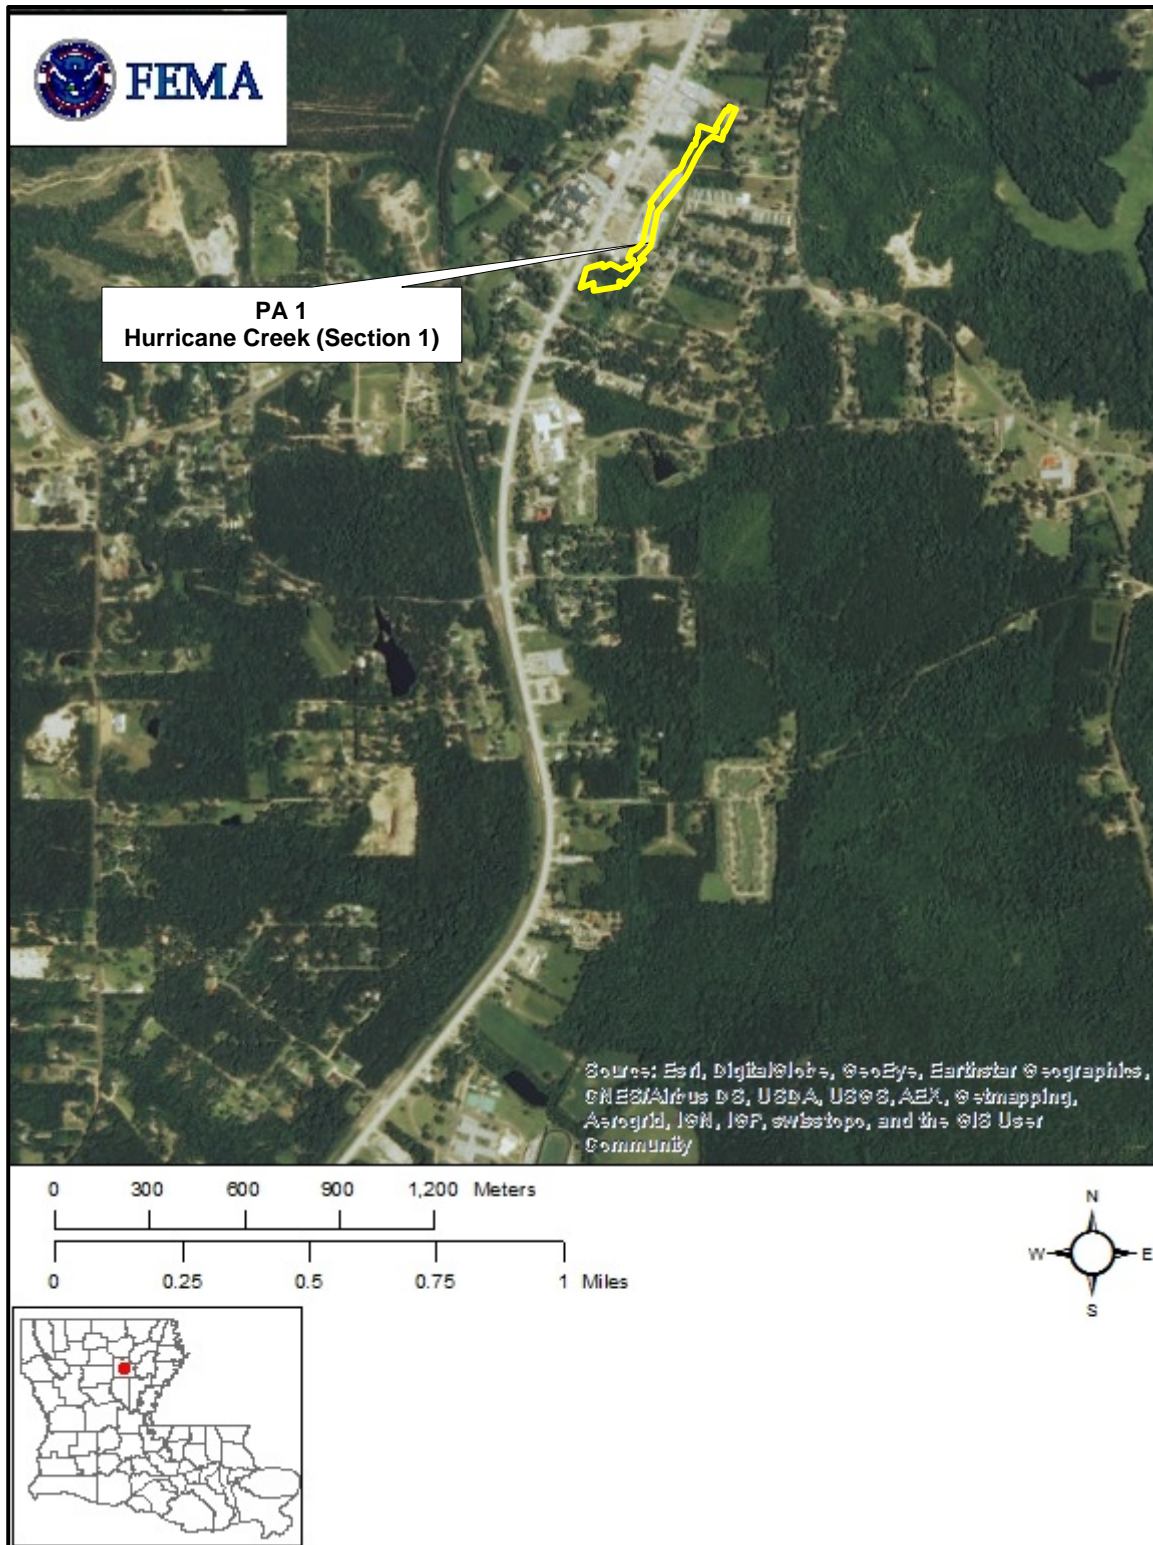 FEMA
PA 1
Hurricane Creek (Section 1)
Source: Esri, DigitalGlobe, GeoEye, Earthstar Geographics,
CNES/Airbus DS, USDA, USGS, AEX, Getmapping,
Aerogrid, IGN, IGP, swisstopo, and the GIS User
Community
0 300 600 900 1,200 Meters
0 0.25 0.5 0.75 1 Miles
N
W E
S